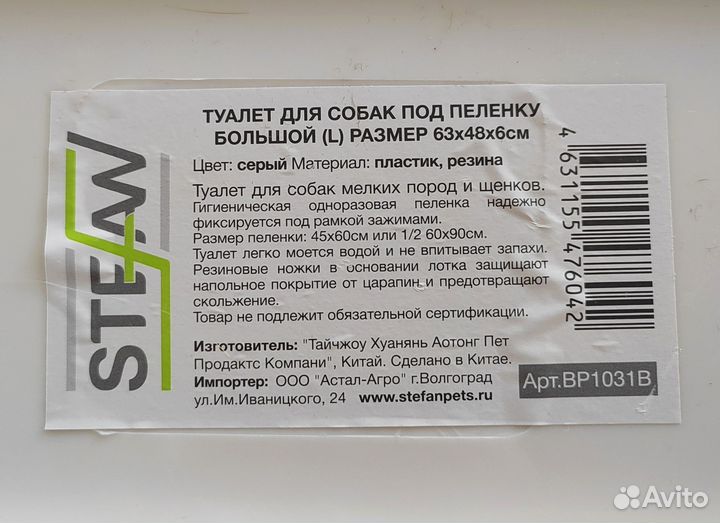 STEFAN
ТУАЛЕТ ДЛЯ СОБАК ПОД ПЕЛЕНКУ
БОЛЬШОЙ (L) РАЗМЕР 63х48х6см
Цвет: серый Материал: пластик, резина
Туалет для собак мелких пород и щенков.
Гигиеническая одноразовая пеленка надежно
фиксируется под рамкой зажимами.
Размер пеленки: 45х60см или 1/2 60х90см.
Туалет легко моется водой и не впитывает запахи.
Резиновые ножки в основании лотка защищают
напольное покрытие от царапин и предотвращают
скольжение.
Товар не подлежит обязательной сертификации.
Изготовитель: "Тайчжоу Хуанянь Аотонг Пет
Продактс Компани", Китай. Сделано в Китае.
Импортер: ООО "Астал-Агро" г.Волгоград
ул.Им.Иваницкого, 24 www.stefanpets.ru
4 631155 476042
Арт.BP1031B
Avito